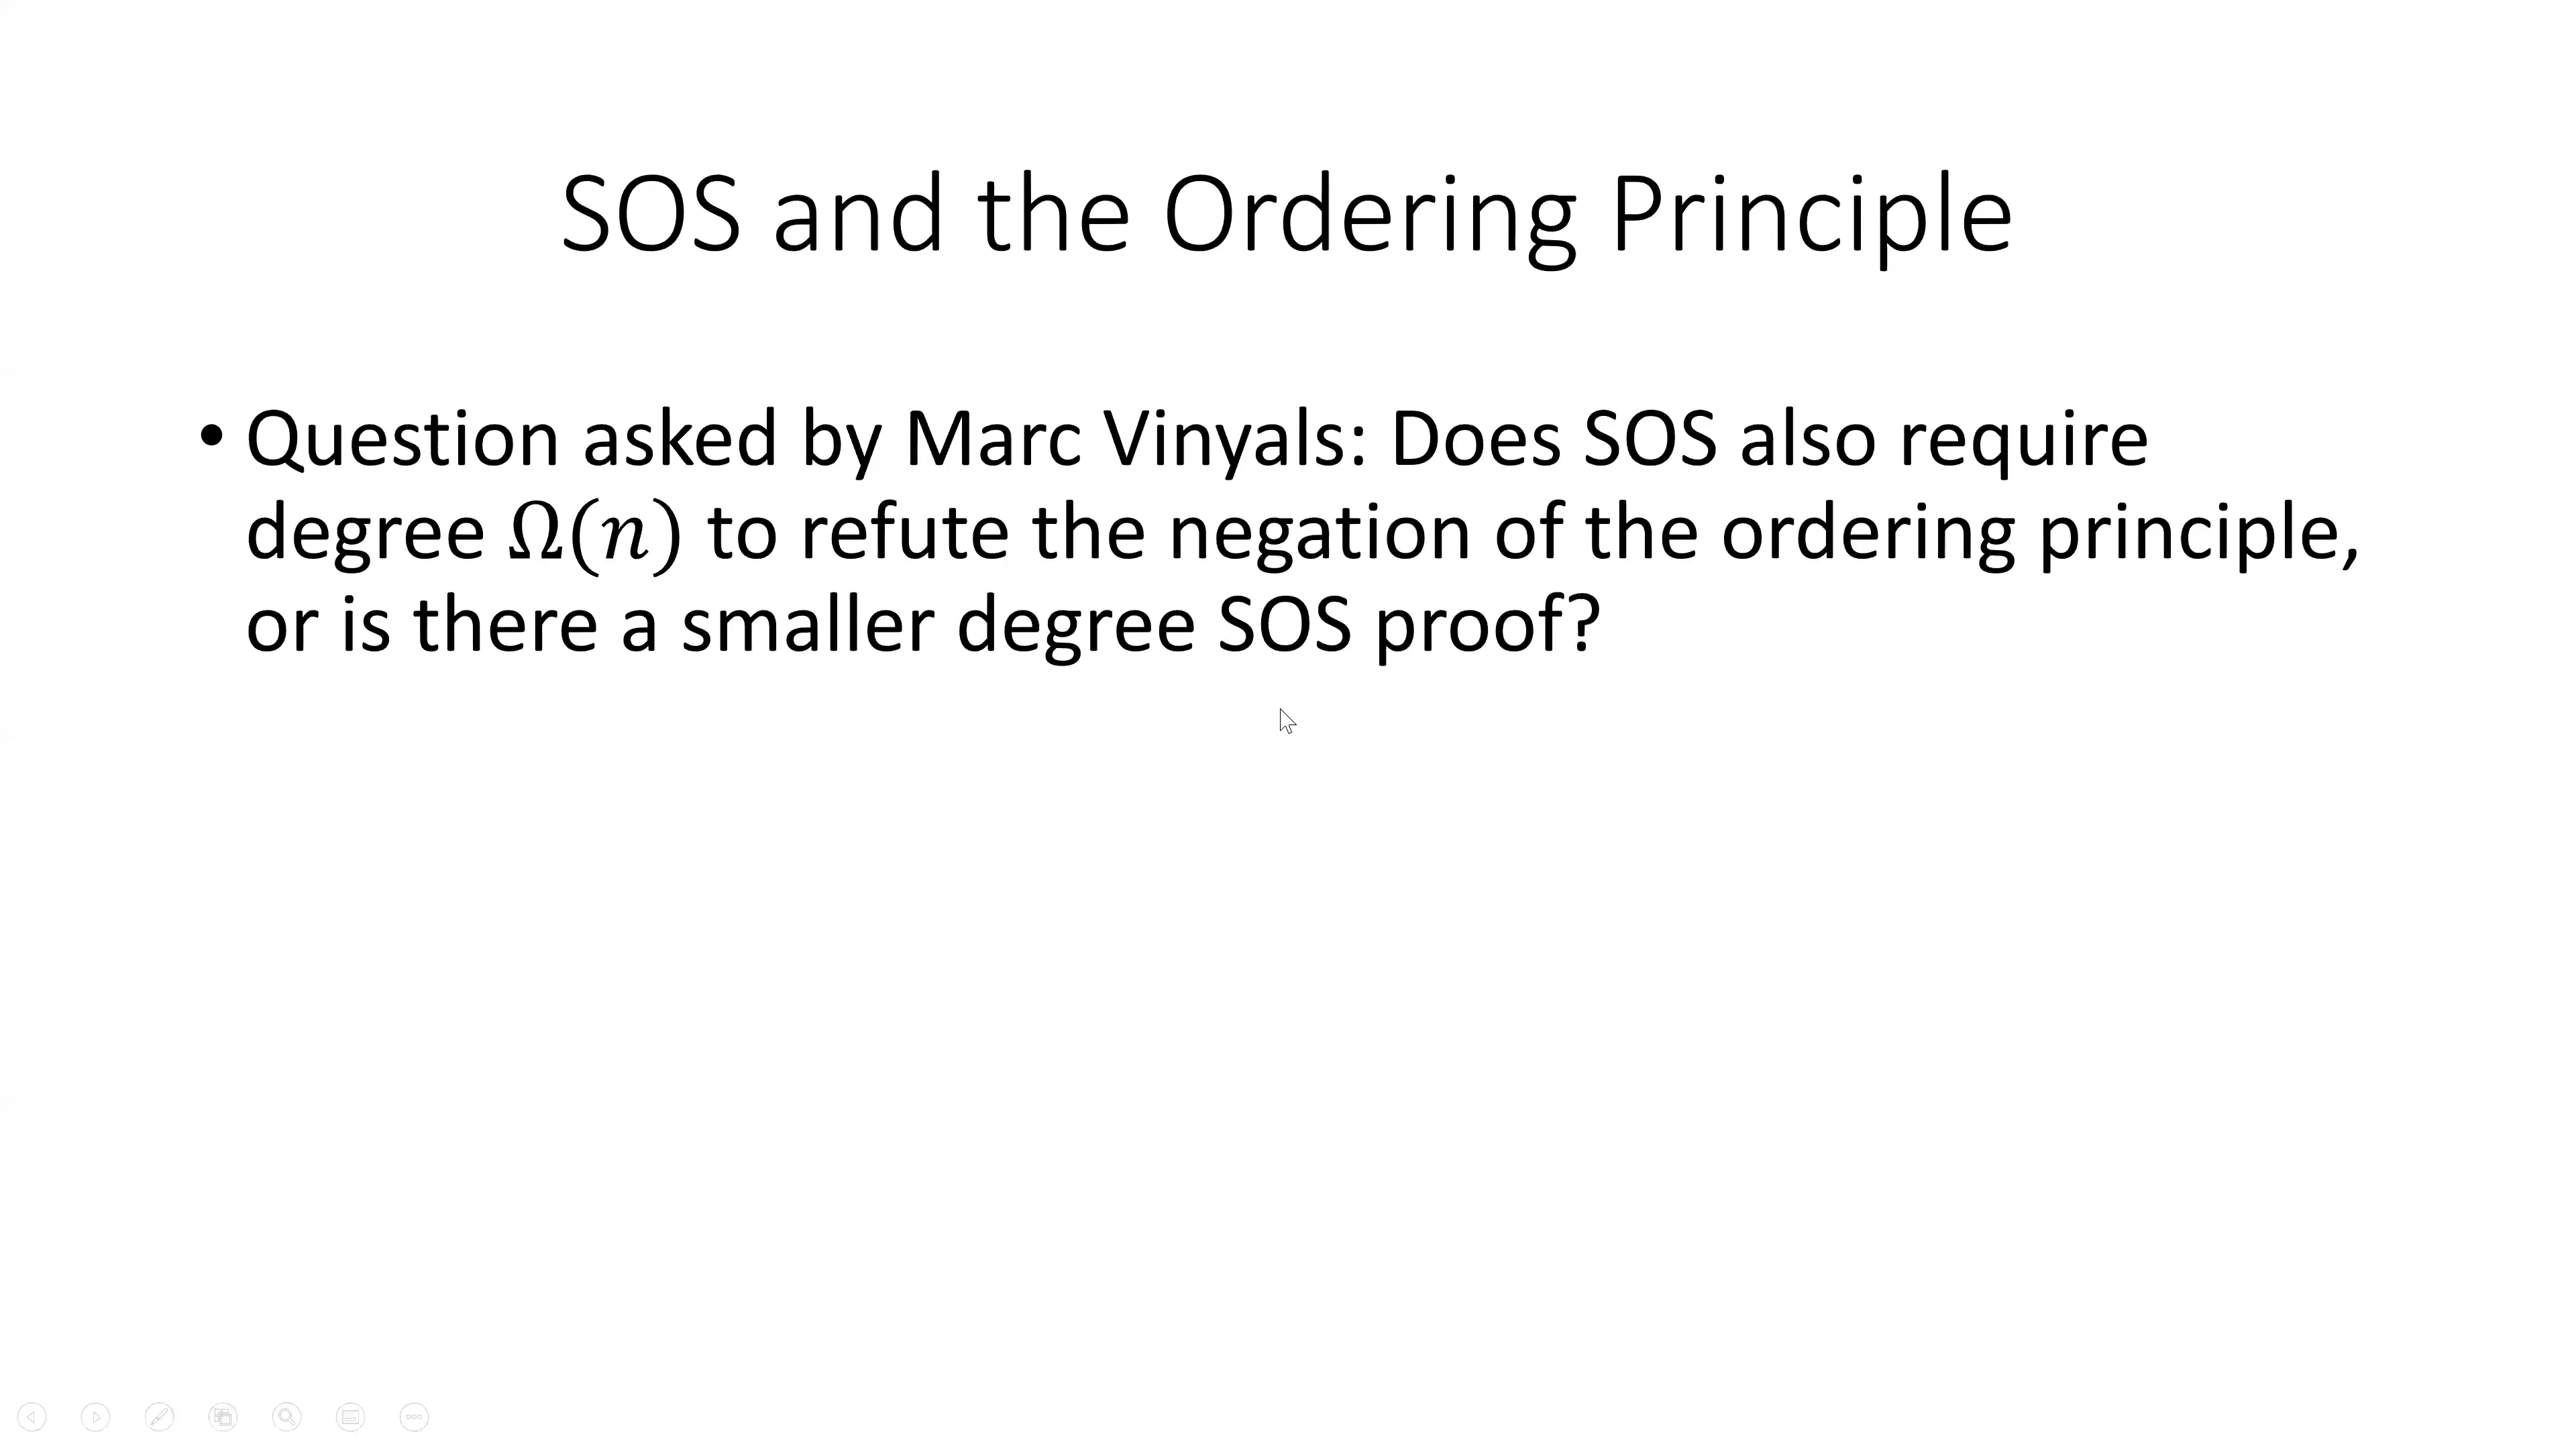 SOS and the Ordering Principle
• Question asked by Marc Vinyals: Does SOS also require
degree Ω(n) to refute the negation of the ordering principle,
or is there a smaller degree SOS proof?